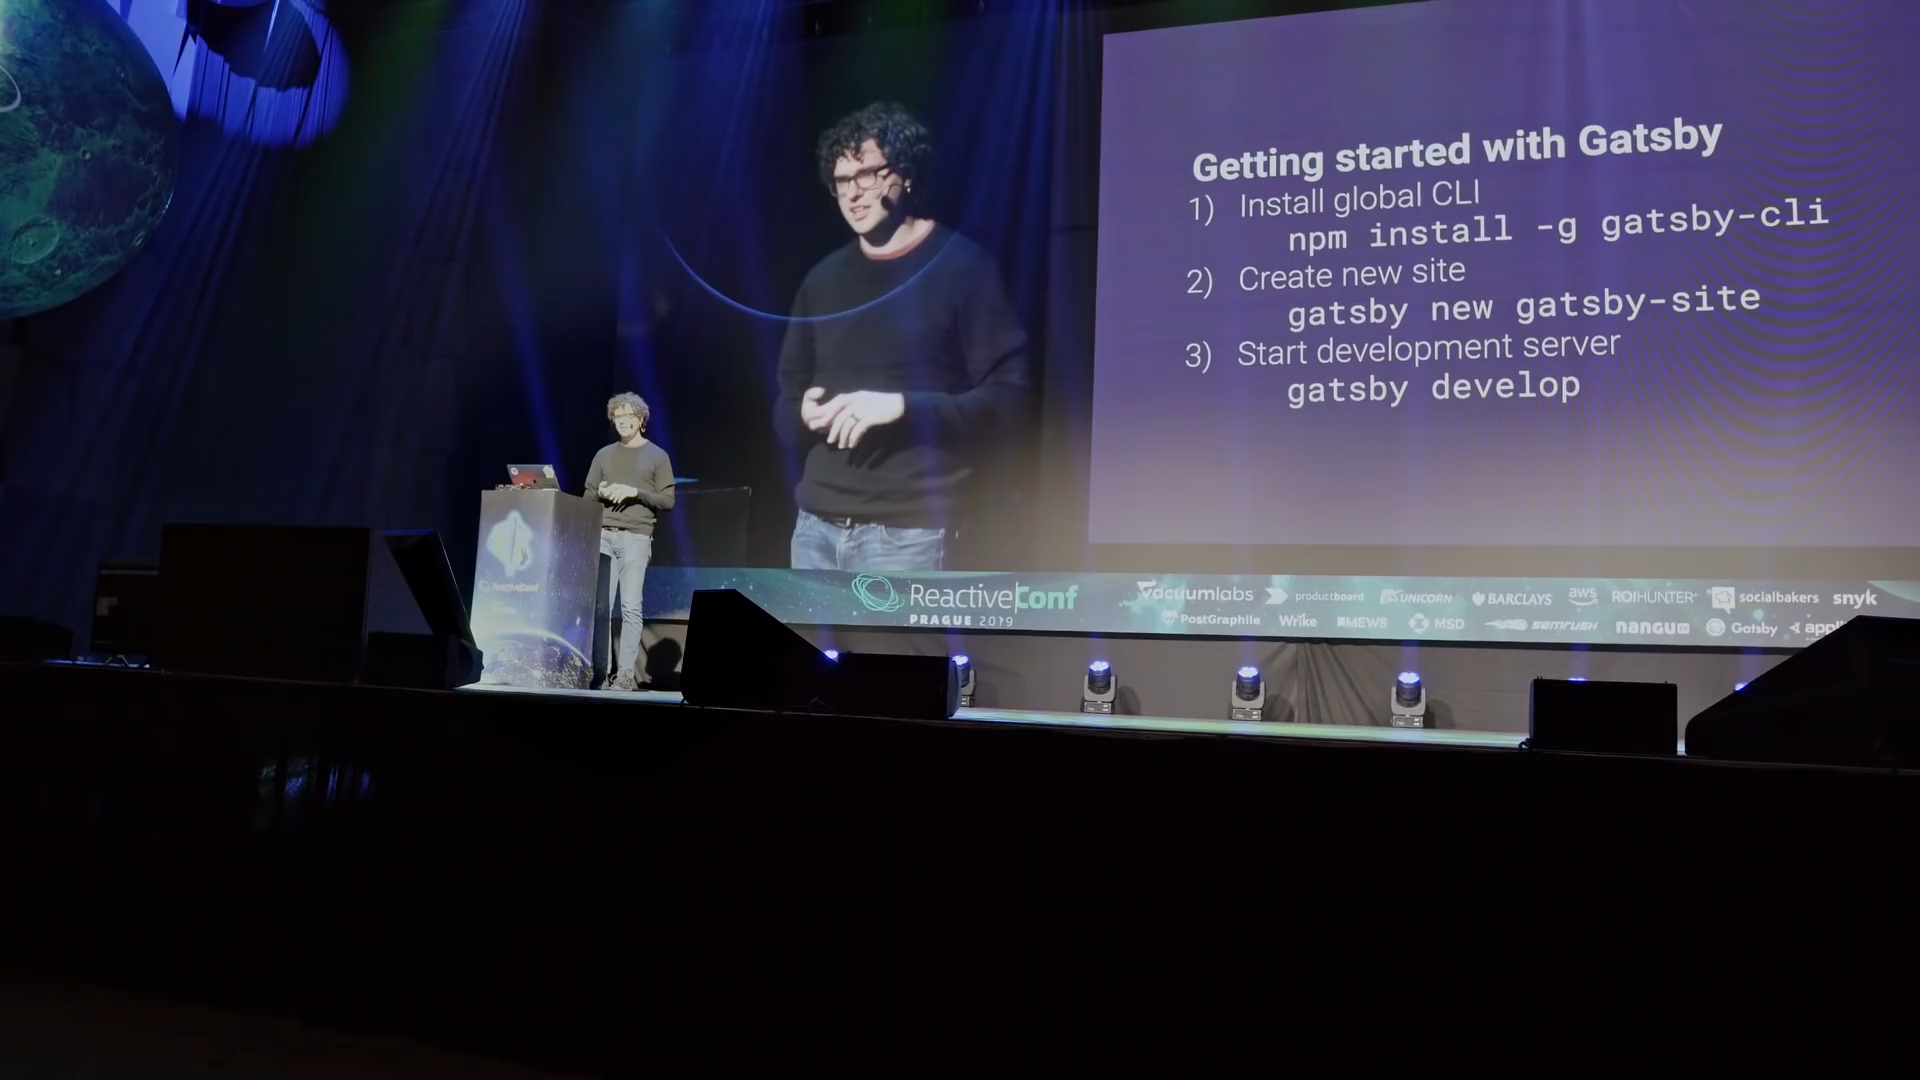 Getting started with Gatsby
1) Install global CLI
npm install -g gatsby-cli
2) Create new site
gatsby new gatsby-site
3) Start development server
gatsby develop
ReactiveConf
PRAGUE 2019
vacuumlabs productboard UNICORN BARCLAYS aws ROIHUNTER socialbakers snyk
PostGraphile Wrike MEWS MSD SEMRUSH nangu Gatsby appli
ReactiveConf